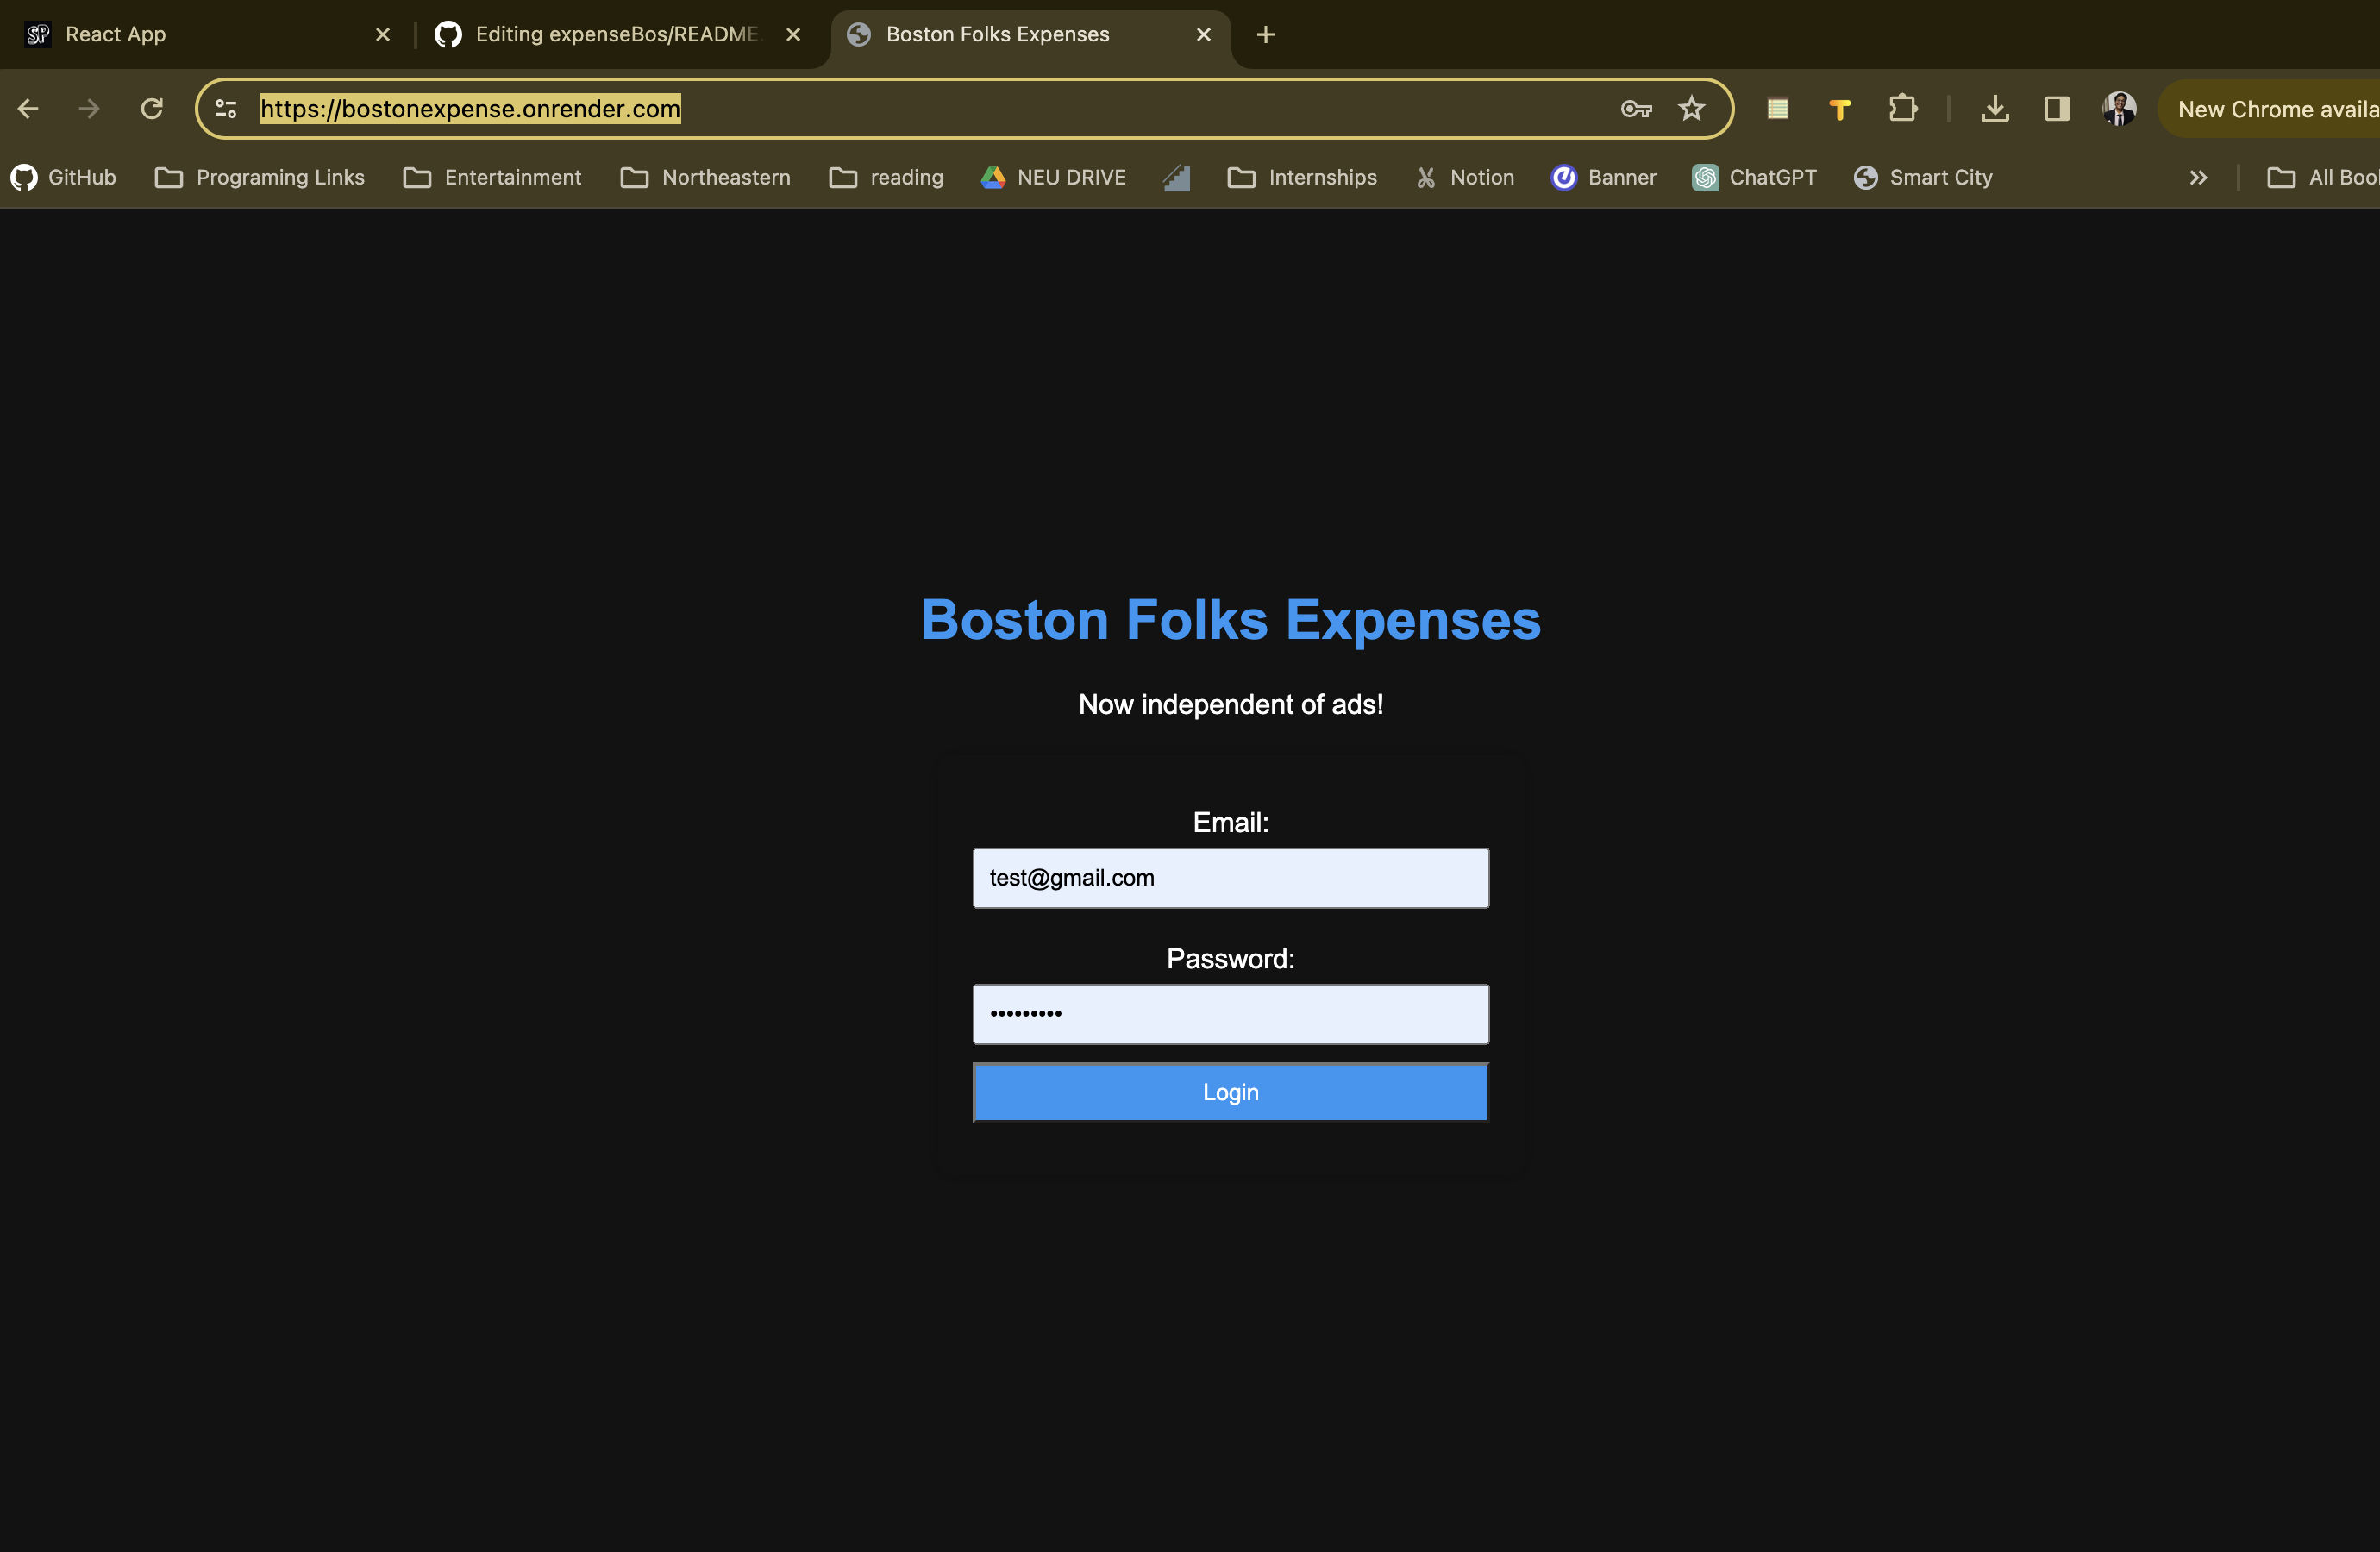 SP React App
Editing expenseBos/README.
Boston Folks Expenses
https://bostonexpense.onrender.com
New Chrome availa
GitHub Programing Links Entertainment Northeastern reading NEU DRIVE Internships Notion Banner ChatGPT Smart City All Bool
Boston Folks Expenses
Now independent of ads!
Email:
test@gmail.com
Password:
•••••••••
Login